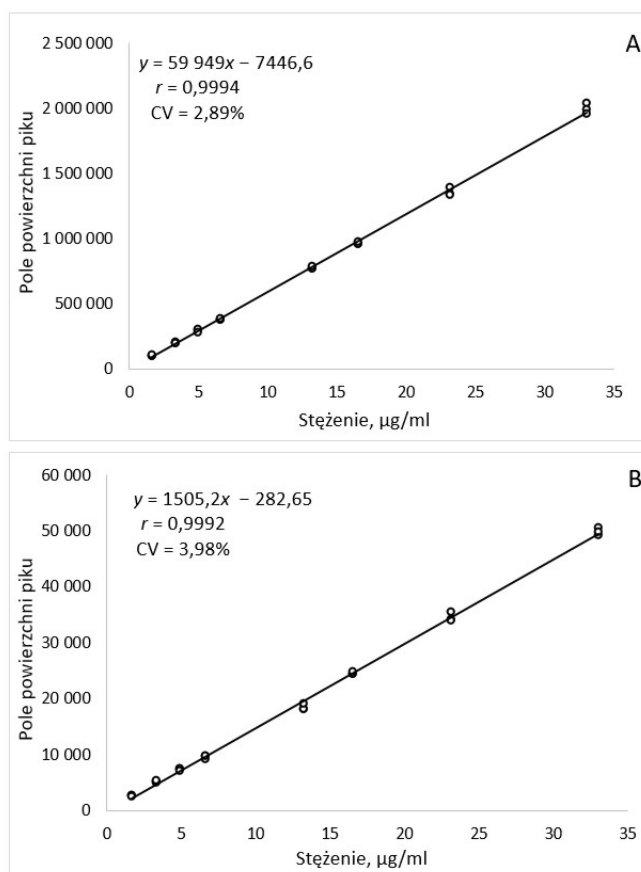 A
y = 59 949x − 7446,6
r = 0,9994
CV = 2,89%
Pole powierzchni piku
2 500 000
2 000 000
1 500 000
1 000 000
500 000
0
0 5 10 15 20 25 30 35
Stężenie, µg/ml
B
y = 1505,2x − 282,65
r = 0,9992
CV = 3,98%
Pole powierzchni piku
60 000
50 000
40 000
30 000
20 000
10 000
0
0 5 10 15 20 25 30 35
Stężenie, µg/ml